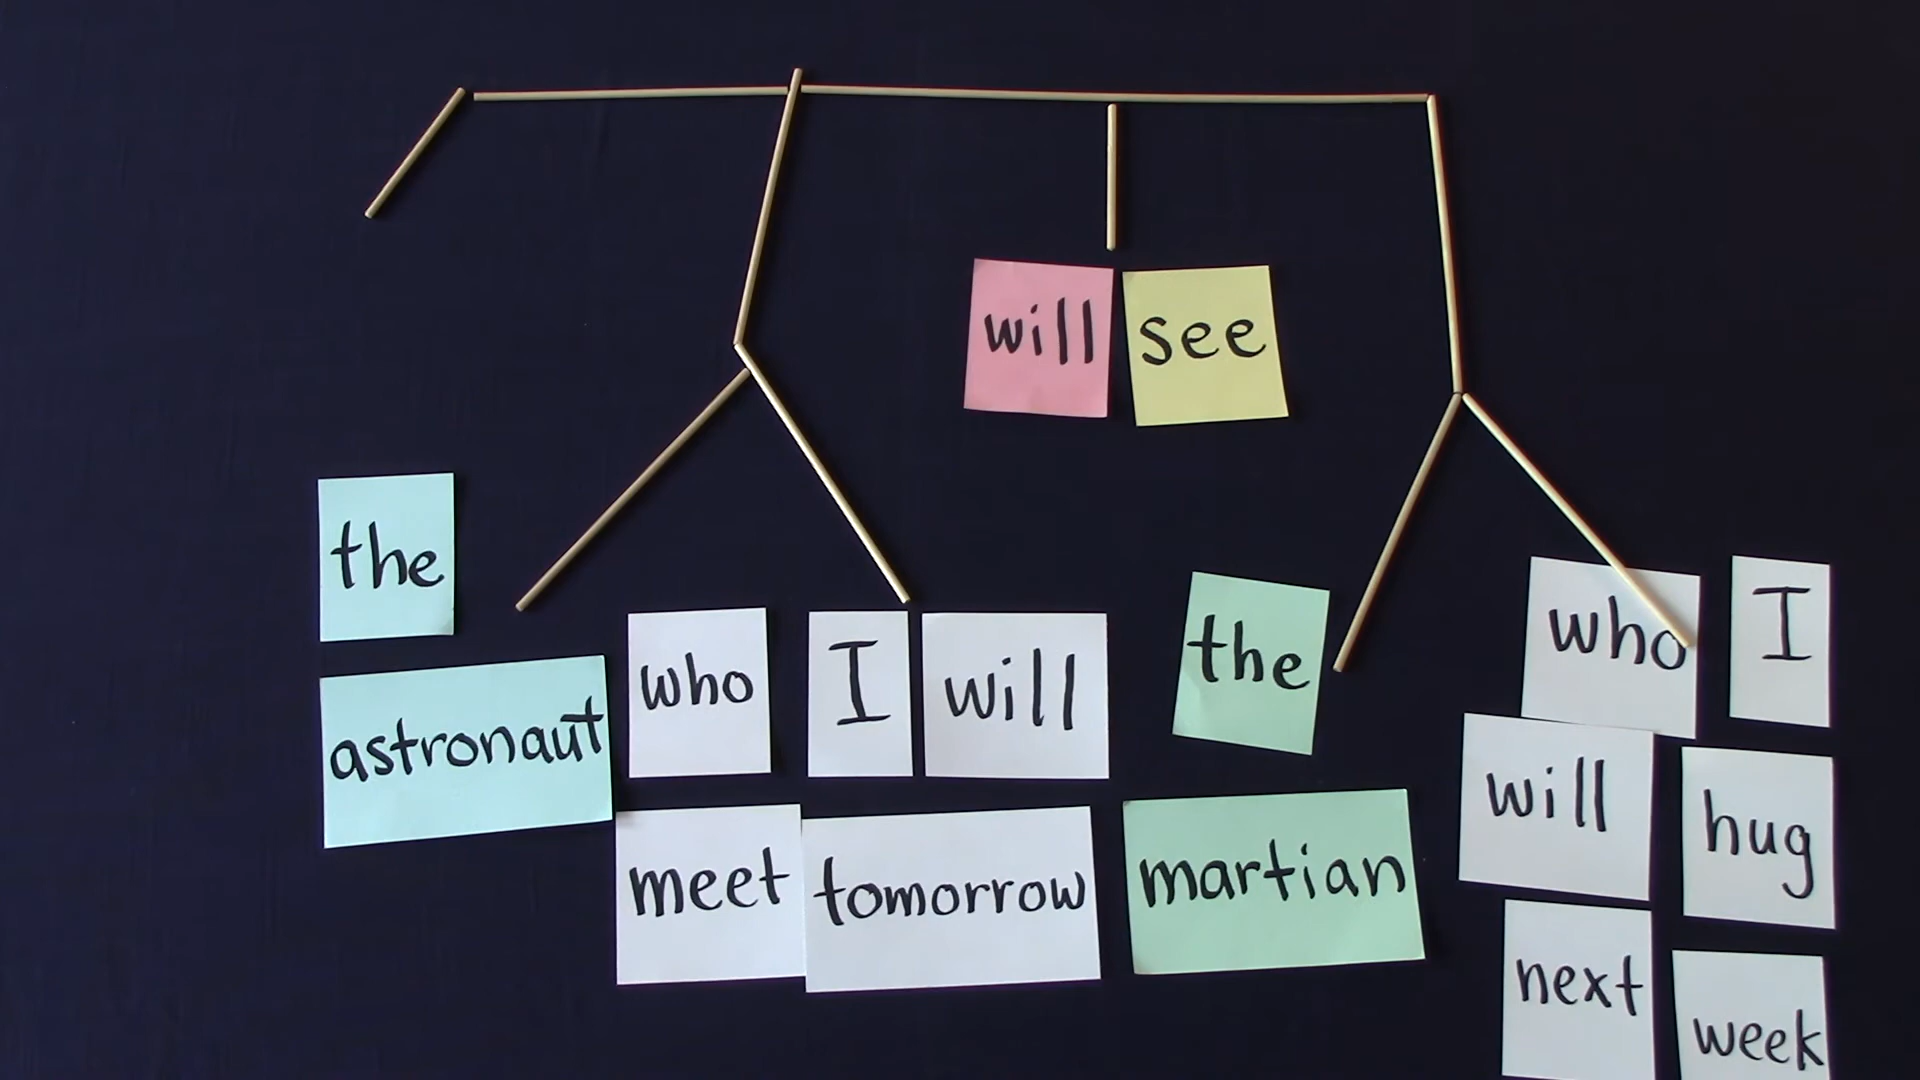 will see
the
astronaut
who I will
meet tomorrow
the
martian
who I
will hug
next week